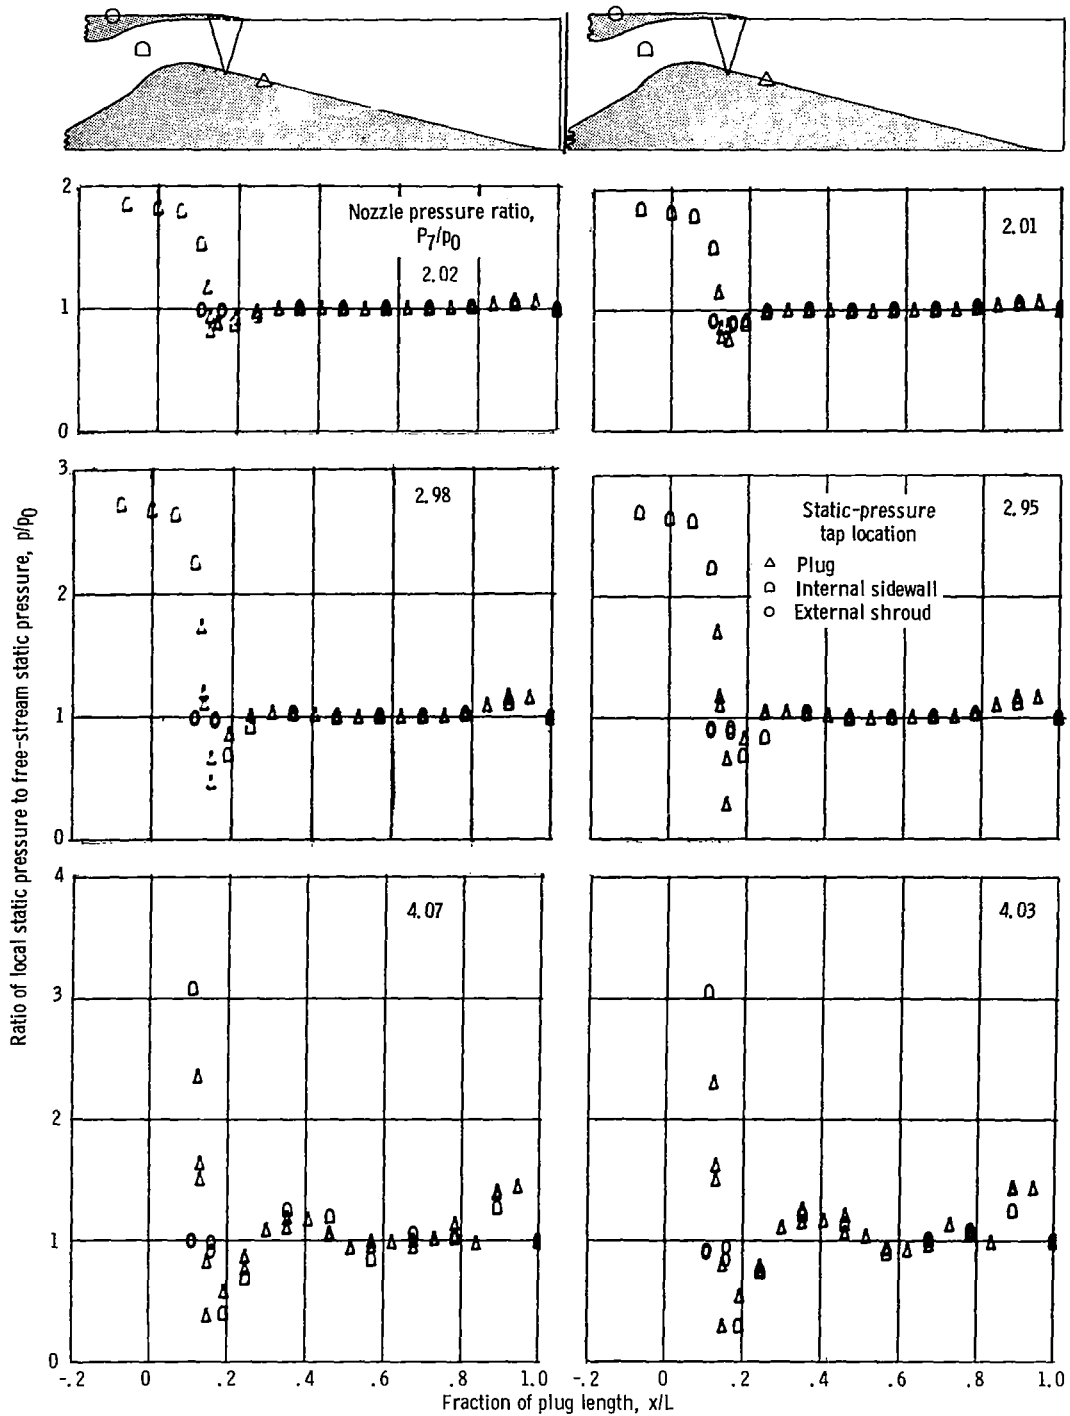 2
1
0
Nozzle pressure ratio,
P7/p0
2.02
2.01
3
2
1
0
2.98
2.95
Static-pressure
tap location
Plug
Internal sidewall
External shroud
Ratio of local static pressure to free-stream static pressure, p/p0
4
3
2
1
0
4.07
4.03
-.2 0 .2 .4 .6 .8 1.0
-.2 0 .2 .4 .6 .8 1.0
Fraction of plug length, x/L